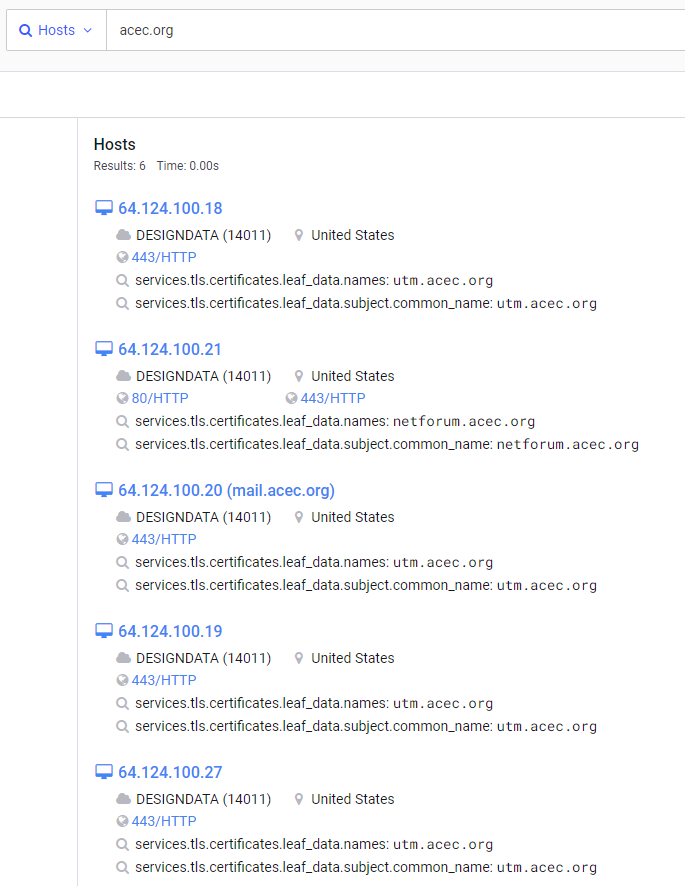 Hosts acec.org
Hosts
Results: 6 Time: 0.00s
64.124.100.18
DESIGNDATA (14011) United States
443/HTTP
services.tls.certificates.leaf_data.names: utm.acec.org
services.tls.certificates.leaf_data.subject.common_name: utm.acec.org
64.124.100.21
DESIGNDATA (14011) United States
80/HTTP 443/HTTP
services.tls.certificates.leaf_data.names: netforum.acec.org
services.tls.certificates.leaf_data.subject.common_name: netforum.acec.org
64.124.100.20 (mail.acec.org)
DESIGNDATA (14011) United States
443/HTTP
services.tls.certificates.leaf_data.names: utm.acec.org
services.tls.certificates.leaf_data.subject.common_name: utm.acec.org
64.124.100.19
DESIGNDATA (14011) United States
443/HTTP
services.tls.certificates.leaf_data.names: utm.acec.org
services.tls.certificates.leaf_data.subject.common_name: utm.acec.org
64.124.100.27
DESIGNDATA (14011) United States
443/HTTP
services.tls.certificates.leaf_data.names: utm.acec.org
services.tls.certificates.leaf_data.subject.common_name: utm.acec.org